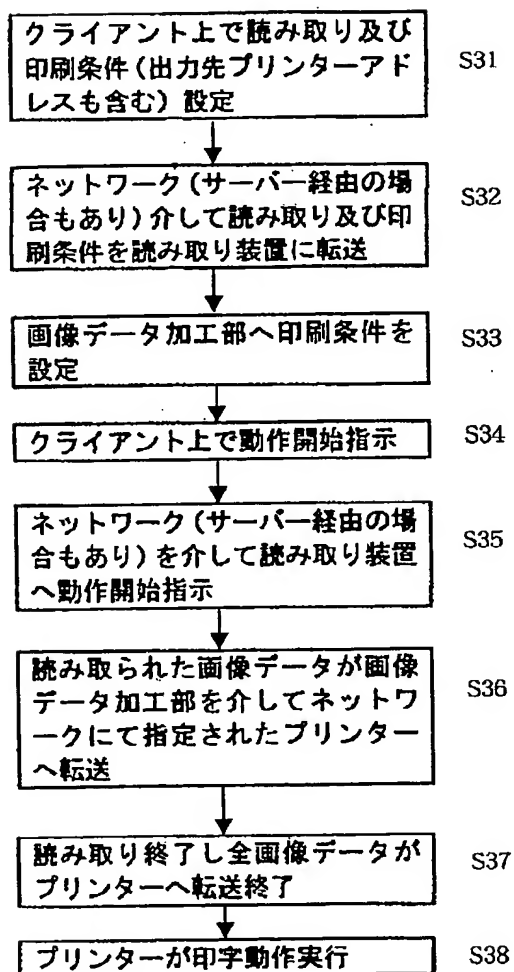 クライアント上で読み取り及び
印刷条件(出力先プリンターアド
レスも含む)設定
S31
ネットワーク(サーバー経由の場
合もあり)介して読み取り及び印
刷条件を読み取り装置に転送
S32
画像データ加工部へ印刷条件を
設定
S33
クライアント上で動作開始指示
S34
ネットワーク(サーバー経由の場
合もあり)を介して読み取り装置
へ動作開始指示
S35
読み取られた画像データが画像
データ加工部を介してネットワ
ークにて指定されたプリンター
へ転送
S36
読み取り終了し全画像データが
プリンターへ転送終了
S37
プリンターが印字動作実行
S38